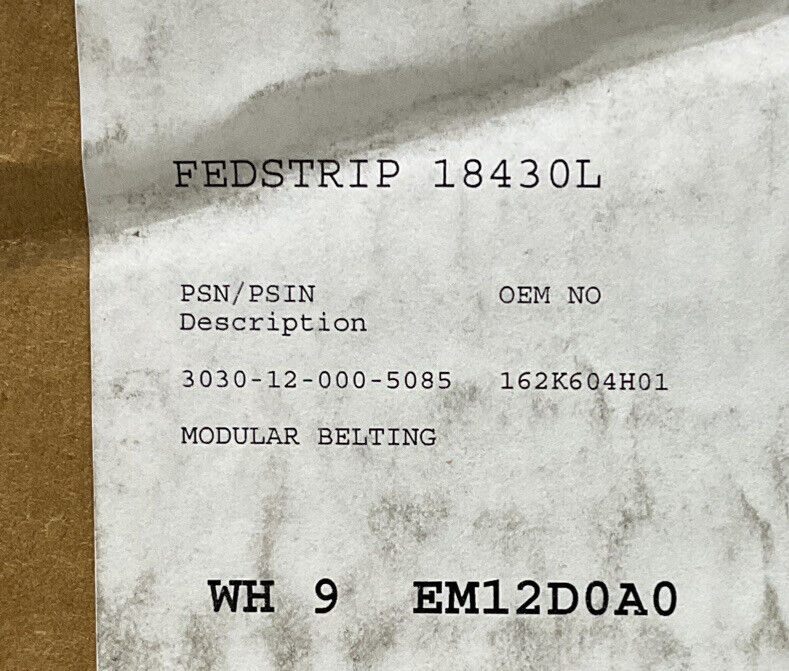 FEDSTRIP 18430L
PSN/PSIN OEM NO
Description
3030-12-000-5085 162K604H01
MODULAR BELTING
WH 9 EM12D0A0